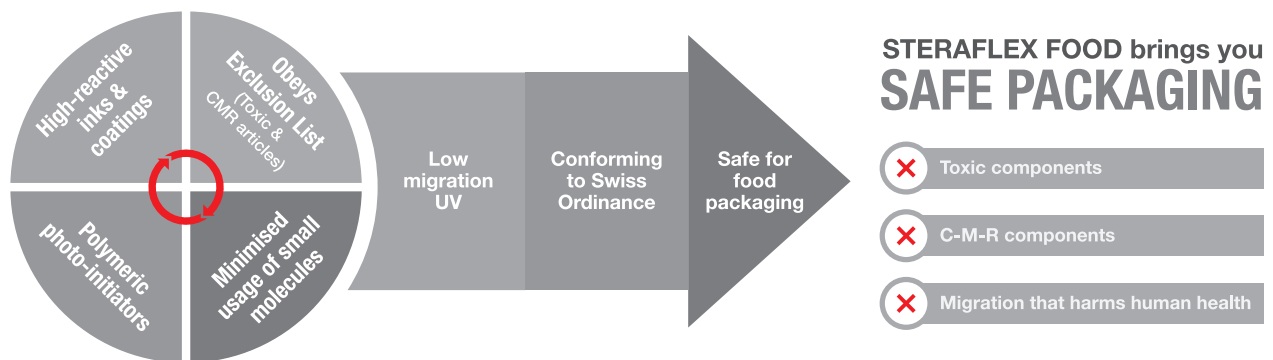 High-reactive
inks &
coatings
Obeys
Exclusion List
(Toxic &
CMR articles)
Polymeric
photo-initiators
Minimised
usage of small
molecules
Low
migration
UV
Conforming
to Swiss
Ordinance
Safe for
food
packaging
STERAFLEX FOOD brings you
SAFE PACKAGING
Toxic components
C-M-R components
Migration that harms human health